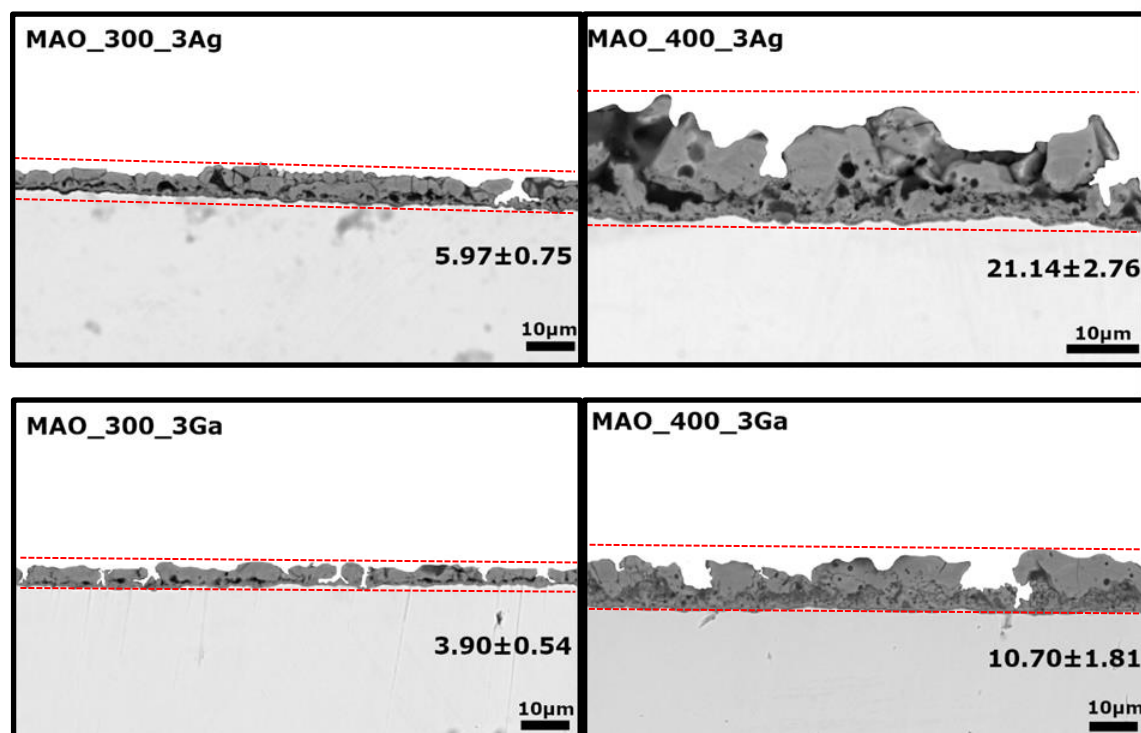 MAO_300_3Ag
5.97±0.75
10µm
MAO_400_3Ag
21.14±2.76
10µm
MAO_300_3Ga
3.90±0.54
10µm
MAO_400_3Ga
10.70±1.81
10µm